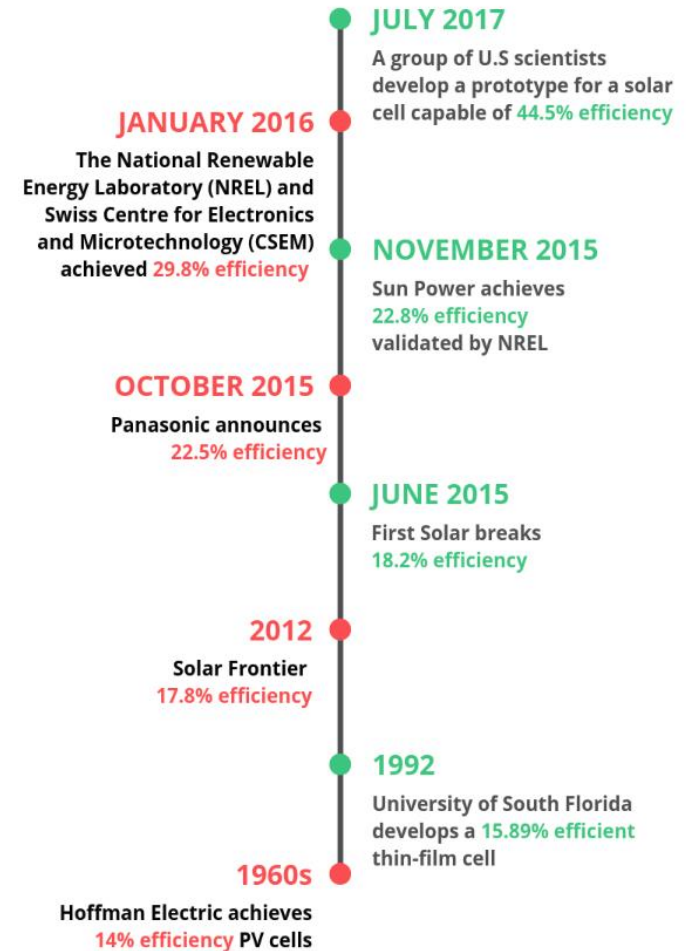 JULY 2017
A group of U.S scientists
develop a prototype for a solar
cell capable of 44.5% efficiency
JANUARY 2016
The National Renewable
Energy Laboratory (NREL) and
Swiss Centre for Electronics
and Microtechnology (CSEM)
achieved 29.8% efficiency
NOVEMBER 2015
Sun Power achieves
22.8% efficiency
validated by NREL
OCTOBER 2015
Panasonic announces
22.5% efficiency
JUNE 2015
First Solar breaks
18.2% efficiency
2012
Solar Frontier
17.8% efficiency
1992
University of South Florida
develops a 15.89% efficient
thin-film cell
1960s
Hoffman Electric achieves
14% efficiency PV cells